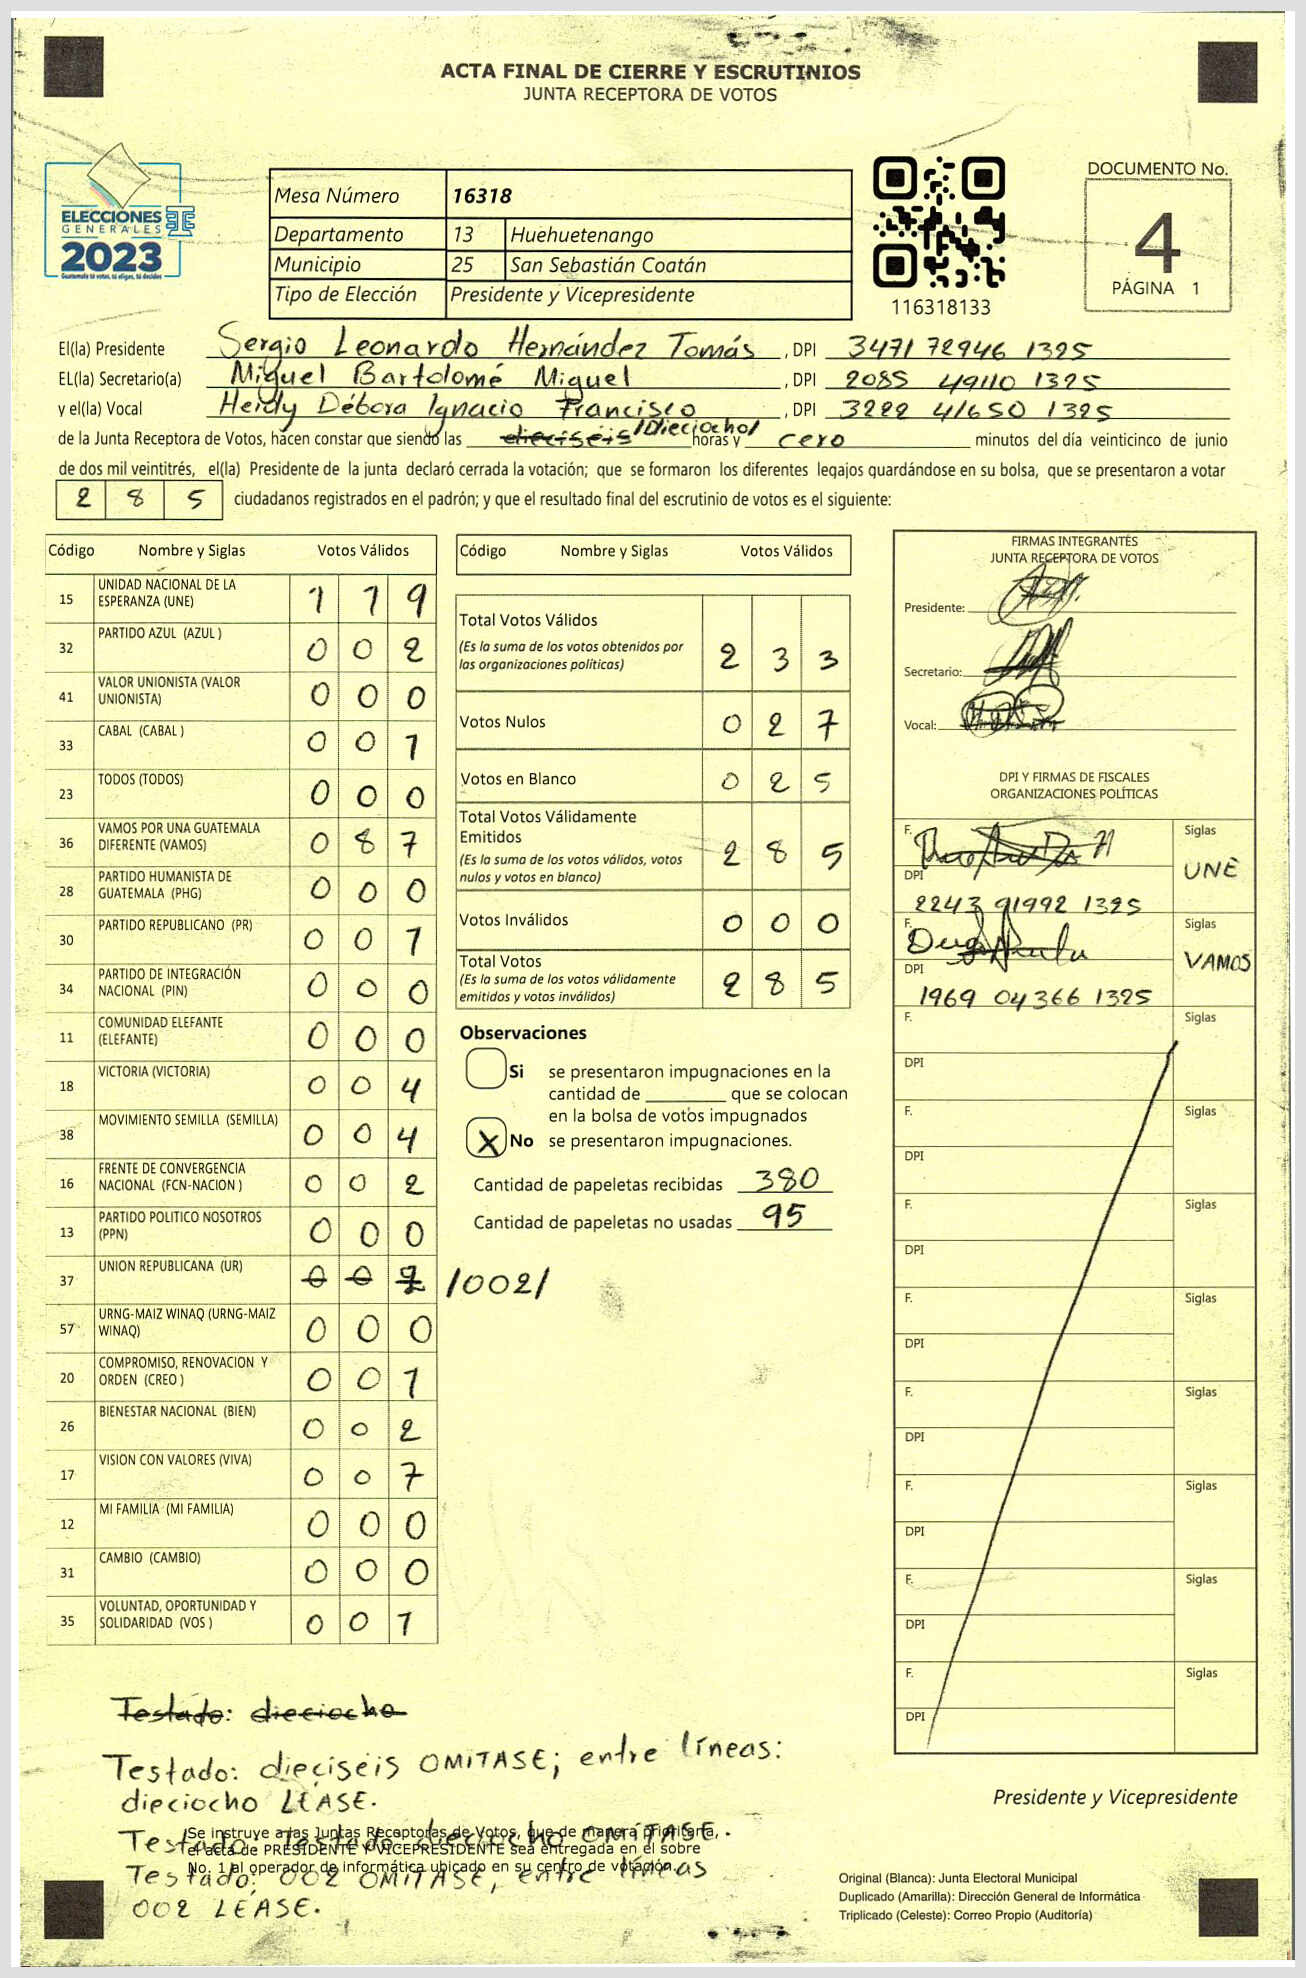 ACTA FINAL DE CIERRE Y ESCRUTINIOS
JUNTA RECEPTORA DE VOTOS
ELECCIONES
GENERALES
2023
Guatemala tú votas, tú eliges, tú decides
Mesa Número 16318
Departamento 13 Huehuetenango
Municipio 25 San Sebastián Coatán
Tipo de Elección Presidente y Vicepresidente
116318133
DOCUMENTO No.
4
PÁGINA 1
El(la) Presidente Sergio Leonardo Hernández Tomás , DPI 3471 72946 1325
EL(la) Secretario(a) Miguel Bartolomé Miguel , DPI 2085 49110 1325
y el(la) Vocal Heidy Débora Ignacio Francisco , DPI 3222 41650 1325
de la Junta Receptora de Votos, hacen constar que siendo las dieciséis /Dieciocho/ horas y cero minutos del día veinticinco de junio
de dos mil veintitrés, el(la) Presidente de la junta declaró cerrada la votación; que se formaron los diferentes legajos guardándose en su bolsa, que se presentaron a votar
2 8 5 ciudadanos registrados en el padrón; y que el resultado final del escrutinio de votos es el siguiente:
Código Nombre y Siglas Votos Válidos
15 UNIDAD NACIONAL DE LA ESPERANZA (UNE) 1 1 9
32 PARTIDO AZUL (AZUL ) 0 0 2
41 VALOR UNIONISTA (VALOR UNIONISTA) 0 0 0
33 CABAL (CABAL ) 0 0 1
23 TODOS (TODOS) 0 0 0
36 VAMOS POR UNA GUATEMALA DIFERENTE (VAMOS) 0 8 7
28 PARTIDO HUMANISTA DE GUATEMALA (PHG) 0 0 0
30 PARTIDO REPUBLICANO (PR) 0 0 1
34 PARTIDO DE INTEGRACIÓN NACIONAL (PIN) 0 0 0
11 COMUNIDAD ELEFANTE (ELEFANTE) 0 0 0
18 VICTORIA (VICTORIA) 0 0 4
38 MOVIMIENTO SEMILLA (SEMILLA) 0 0 4
16 FRENTE DE CONVERGENCIA NACIONAL (FCN-NACION ) 0 0 2
13 PARTIDO POLITICO NOSOTROS (PPN) 0 0 0
37 UNION REPUBLICANA (UR) 0 0 2 /002/
57 URNG-MAIZ WINAQ (URNG-MAIZ WINAQ) 0 0 0
20 COMPROMISO, RENOVACION Y ORDEN (CREO ) 0 0 1
26 BIENESTAR NACIONAL (BIEN) 0 0 2
17 VISION CON VALORES (VIVA) 0 0 7
12 MI FAMILIA (MI FAMILIA) 0 0 0
31 CAMBIO (CAMBIO) 0 0 0
35 VOLUNTAD, OPORTUNIDAD Y SOLIDARIDAD (VOS ) 0 0 1
Código Nombre y Siglas Votos Válidos
Total Votos Válidos
(Es la suma de los votos obtenidos por
las organizaciones políticas) 2 3 3
Votos Nulos 0 2 7
Votos en Blanco 0 2 5
Total Votos Válidamente
Emitidos
(Es la suma de los votos válidos, votos
nulos y votos en blanco) 2 8 5
Votos Inválidos 0 0 0
Total Votos
(Es la suma de los votos válidamente
emitidos y votos inválidos) 2 8 5
Observaciones
Si se presentaron impugnaciones en la
cantidad de ________ que se colocan
en la bolsa de votos impugnados
X No se presentaron impugnaciones.
Cantidad de papeletas recibidas 380
Cantidad de papeletas no usadas 95
FIRMAS INTEGRANTES
JUNTA RECEPTORA DE VOTOS
Presidente:
Secretario:
Vocal:
DPI Y FIRMAS DE FISCALES
ORGANIZACIONES POLÍTICAS
F. Siglas
UNE
DPI
2243 91992 1325
F. Siglas
VAMOS
DPI
1969 04366 1325
F. Siglas
DPI
F. Siglas
DPI
F. Siglas
DPI
F. Siglas
DPI
F. Siglas
DPI
F. Siglas
DPI
F. Siglas
DPI
F. Siglas
DPI
Testado: dieciocho
Testado: dieciséis OMITASE; entre líneas:
dieciocho LÉASE.
Testado: Testado dieciocho OMÍTASE.
Testado: 002 OMITASE, entre líneas
002 LÉASE.
Se instruye a las Juntas Receptoras de Votos, que de manera prioritaria,
el acta de PRESIDENTE Y VICEPRESIDENTE sea entregada en el sobre
No. 1 al operador de informática ubicado en su centro de votación.
Presidente y Vicepresidente
Original (Blanca): Junta Electoral Municipal
Duplicado (Amarilla): Dirección General de Informática
Triplicado (Celeste): Correo Propio (Auditoría)